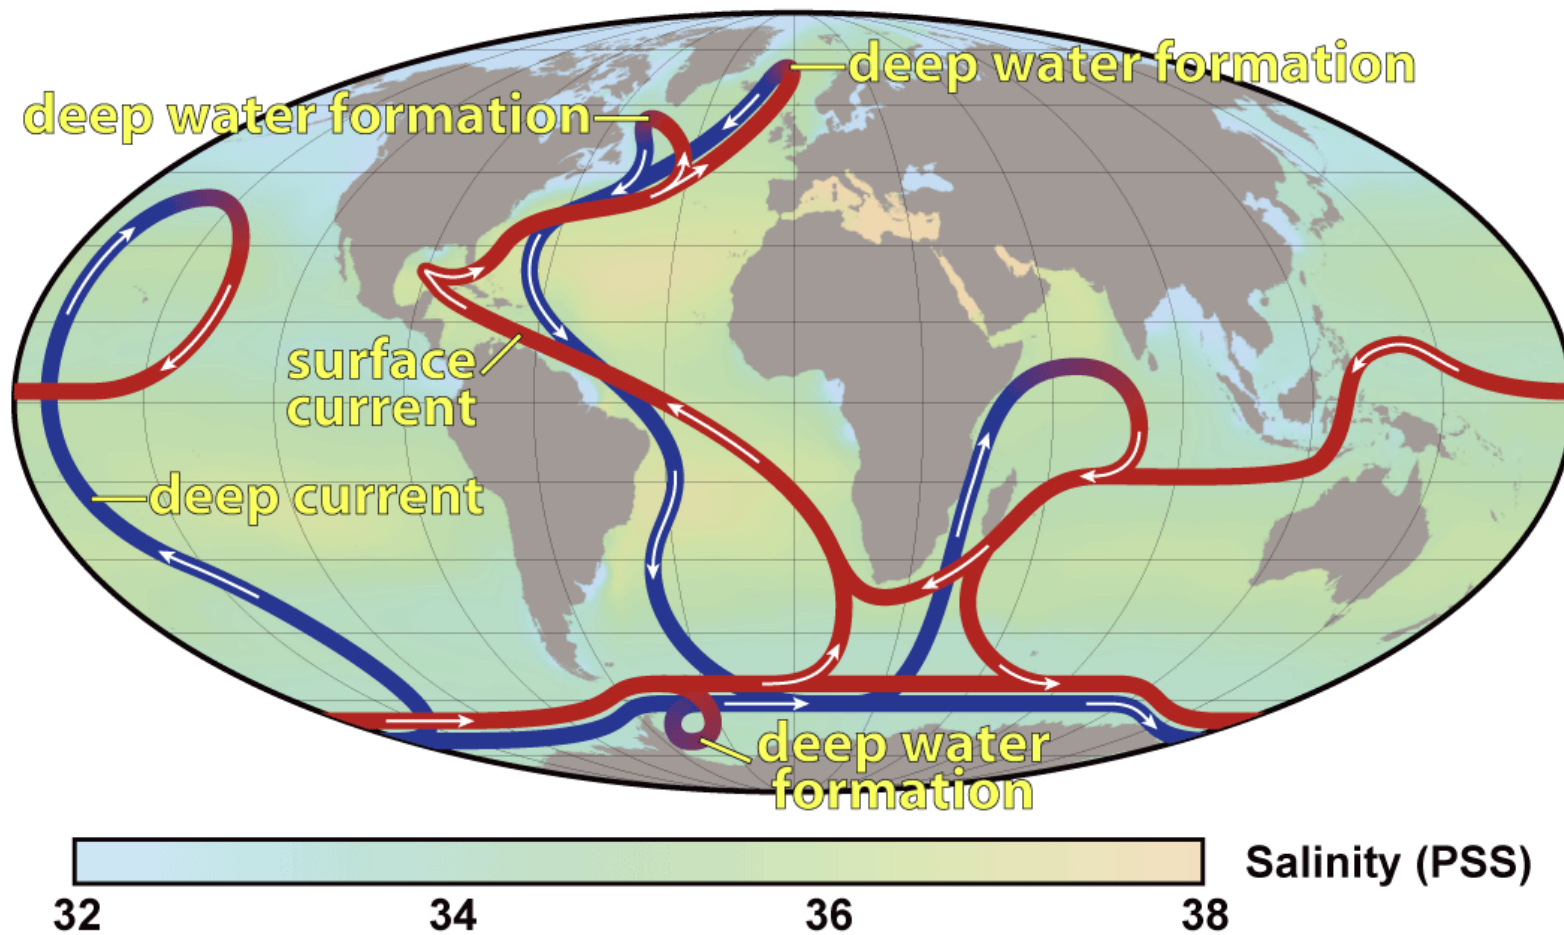 deep water formation
deep water formation
surface
current
deep current
deep water
formation
Salinity (PSS)
32 34 36 38